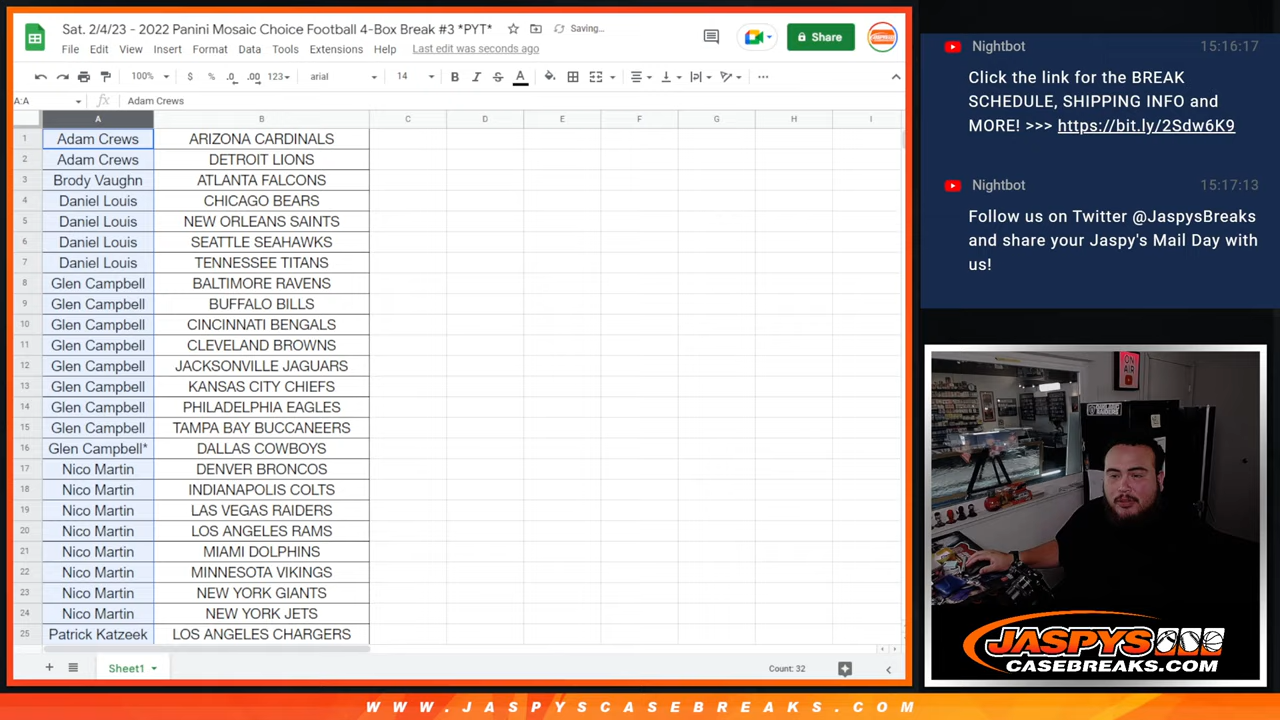 Sat. 2/4/23 - 2022 Panini Mosaic Choice Football 4-Box Break #3 *PYT*
Saving...
File Edit View Insert Format Data Tools Extensions Help Last edit was seconds ago
Share
100% $ % .0 .00 123 arial 14 B I S A
A:A fx Adam Crews
A B C D E F G H I
1 Adam Crews ARIZONA CARDINALS
2 Adam Crews DETROIT LIONS
3 Brody Vaughn ATLANTA FALCONS
4 Daniel Louis CHICAGO BEARS
5 Daniel Louis NEW ORLEANS SAINTS
6 Daniel Louis SEATTLE SEAHAWKS
7 Daniel Louis TENNESSEE TITANS
8 Glen Campbell BALTIMORE RAVENS
9 Glen Campbell BUFFALO BILLS
10 Glen Campbell CINCINNATI BENGALS
11 Glen Campbell CLEVELAND BROWNS
12 Glen Campbell JACKSONVILLE JAGUARS
13 Glen Campbell KANSAS CITY CHIEFS
14 Glen Campbell PHILADELPHIA EAGLES
15 Glen Campbell TAMPA BAY BUCCANEERS
16 Glen Campbell* DALLAS COWBOYS
17 Nico Martin DENVER BRONCOS
18 Nico Martin INDIANAPOLIS COLTS
19 Nico Martin LAS VEGAS RAIDERS
20 Nico Martin LOS ANGELES RAMS
21 Nico Martin MIAMI DOLPHINS
22 Nico Martin MINNESOTA VIKINGS
23 Nico Martin NEW YORK GIANTS
24 Nico Martin NEW YORK JETS
25 Patrick Katzeek LOS ANGELES CHARGERS
Sheet1
Count: 32
Nightbot 15:16:17
Click the link for the BREAK
SCHEDULE, SHIPPING INFO and
MORE! >>> https://bit.ly/2Sdw6K9
Nightbot 15:17:13
Follow us on Twitter @JaspysBreaks
and share your Jaspy's Mail Day with
us!
ON
AIR
JASPYS
CASEBREAKS.COM
WWW.JASPYSCASEBREAKS.COM